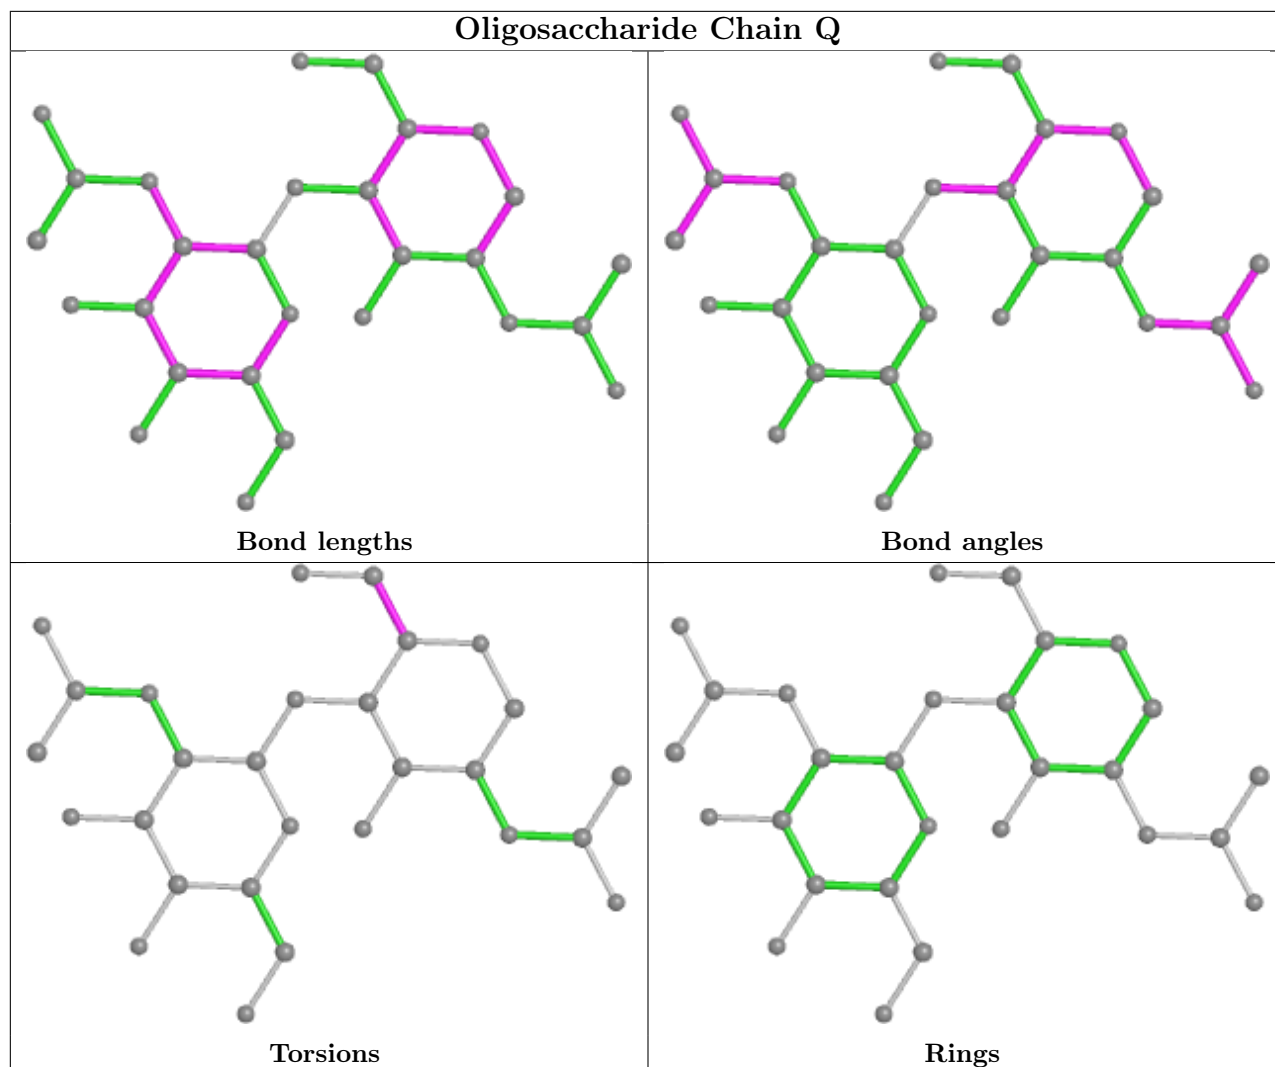 Oligosaccharide Chain Q
Bond lengths
Bond angles
Torsions
Rings